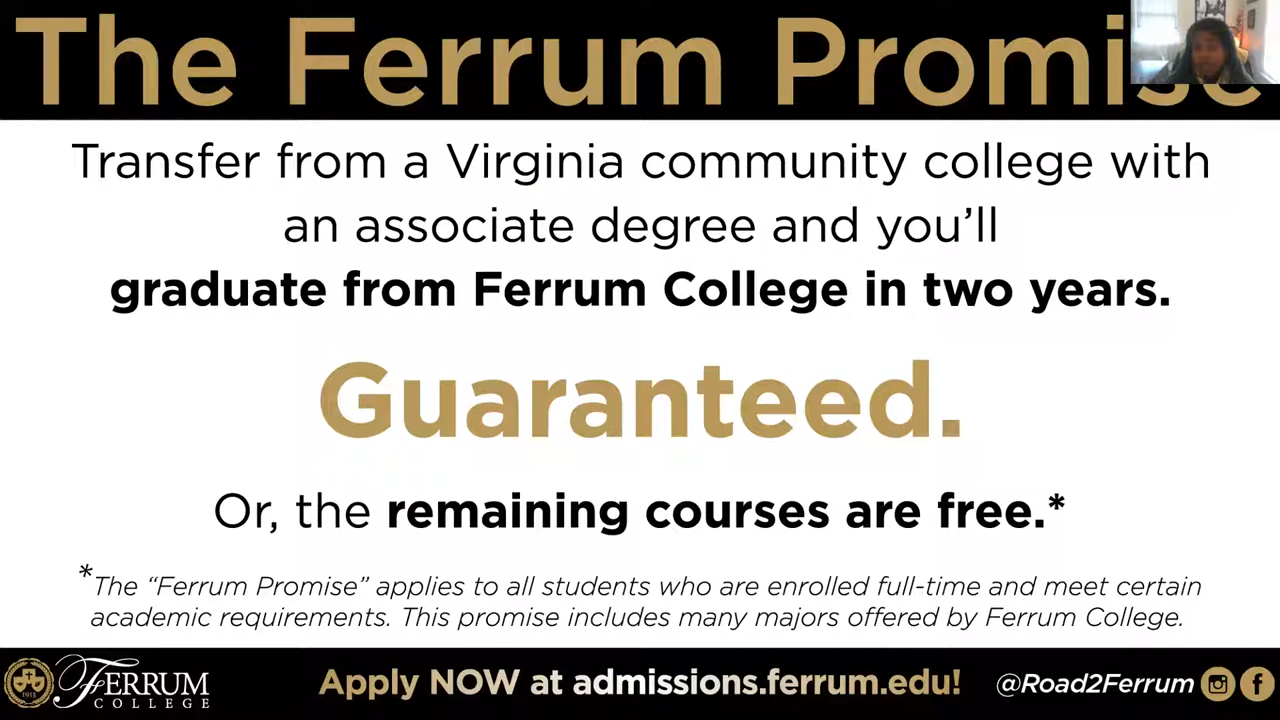 The Ferrum Promise
Transfer from a Virginia community college with
an associate degree and you'll
graduate from Ferrum College in two years.
Guaranteed.
Or, the remaining courses are free.*
*The “Ferrum Promise” applies to all students who are enrolled full-time and meet certain
academic requirements. This promise includes many majors offered by Ferrum College.
1913
FERRUM
COLLEGE
Apply NOW at admissions.ferrum.edu!
@Road2Ferrum